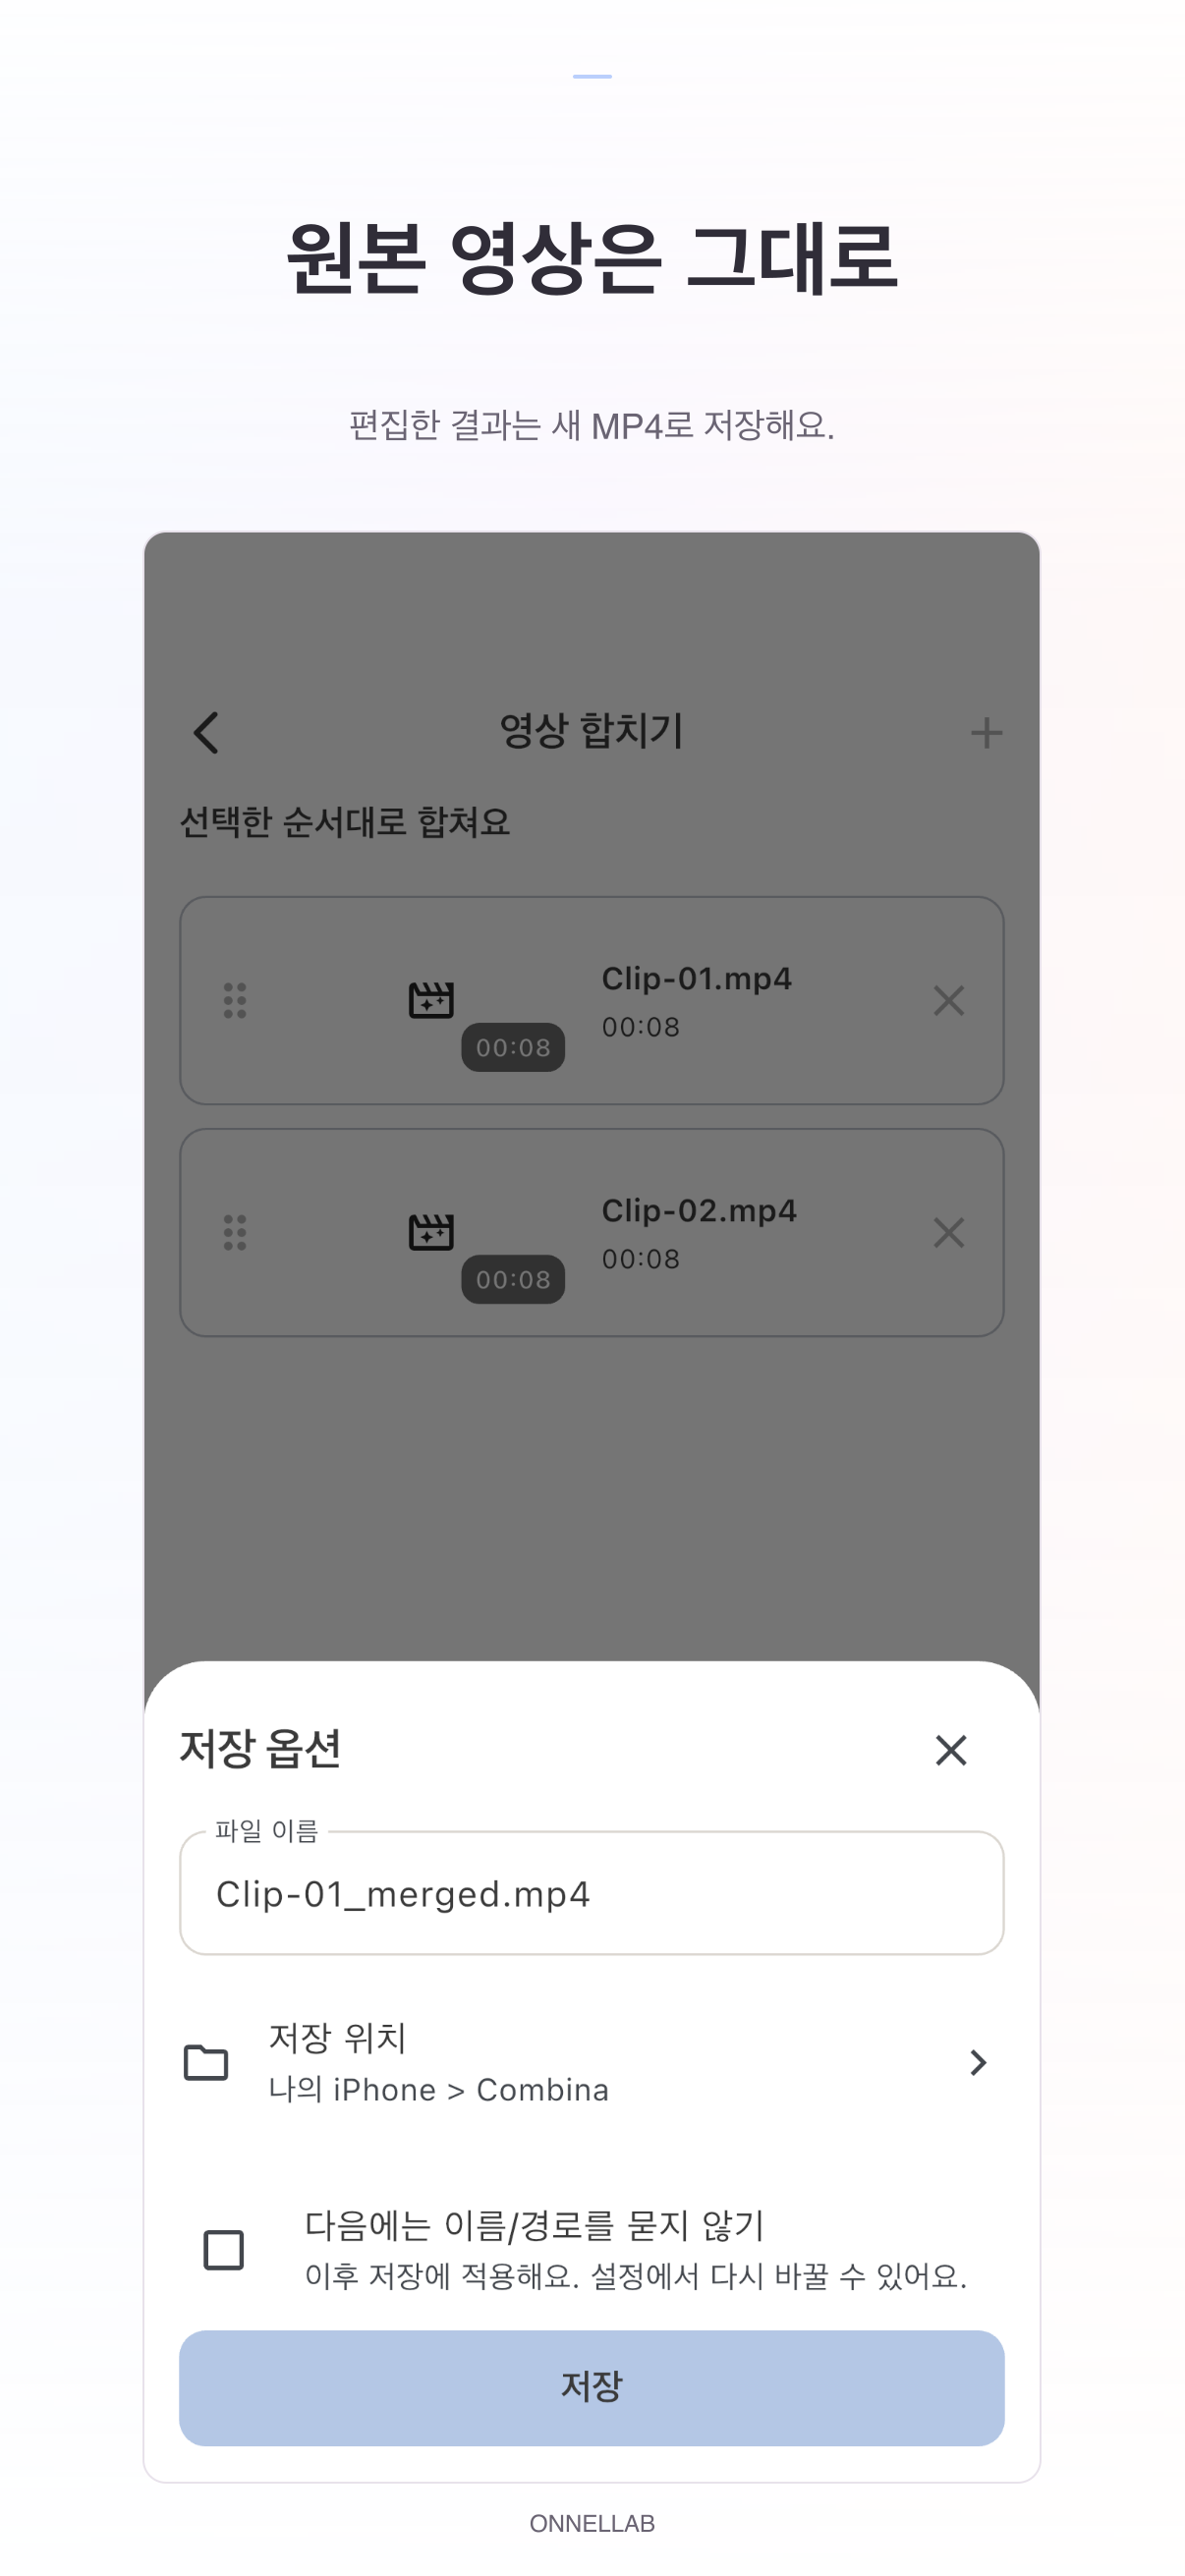 원본 영상은 그대로
편집한 결과는 새 MP4로 저장해요.
영상 합치기
선택한 순서대로 합쳐요
Clip-01.mp4
00:08
00:08
Clip-02.mp4
00:08
00:08
저장 옵션
파일 이름
Clip-01_merged.mp4
저장 위치
나의 iPhone > Combina
다음에는 이름/경로를 묻지 않기
이후 저장에 적용해요. 설정에서 다시 바꿀 수 있어요.
저장
ONNELLAB